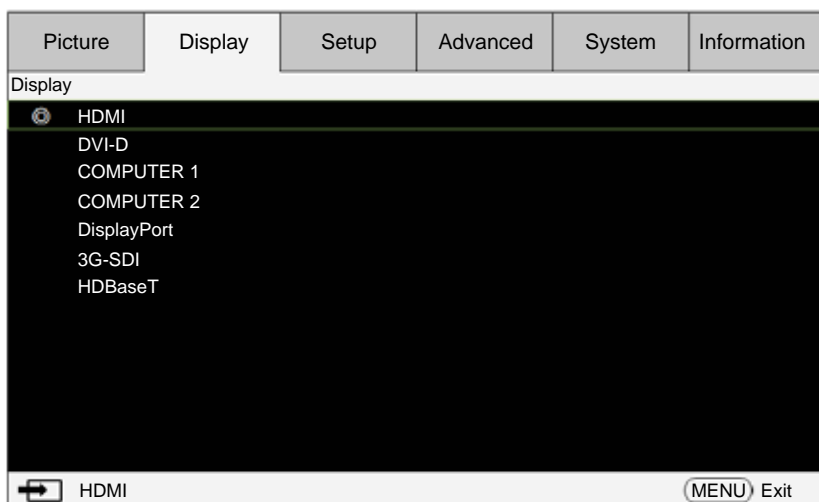 Picture Display Setup Advanced System Information
Display
HDMI
DVI-D
COMPUTER 1
COMPUTER 2
DisplayPort
3G-SDI
HDBaseT
HDMI MENU Exit